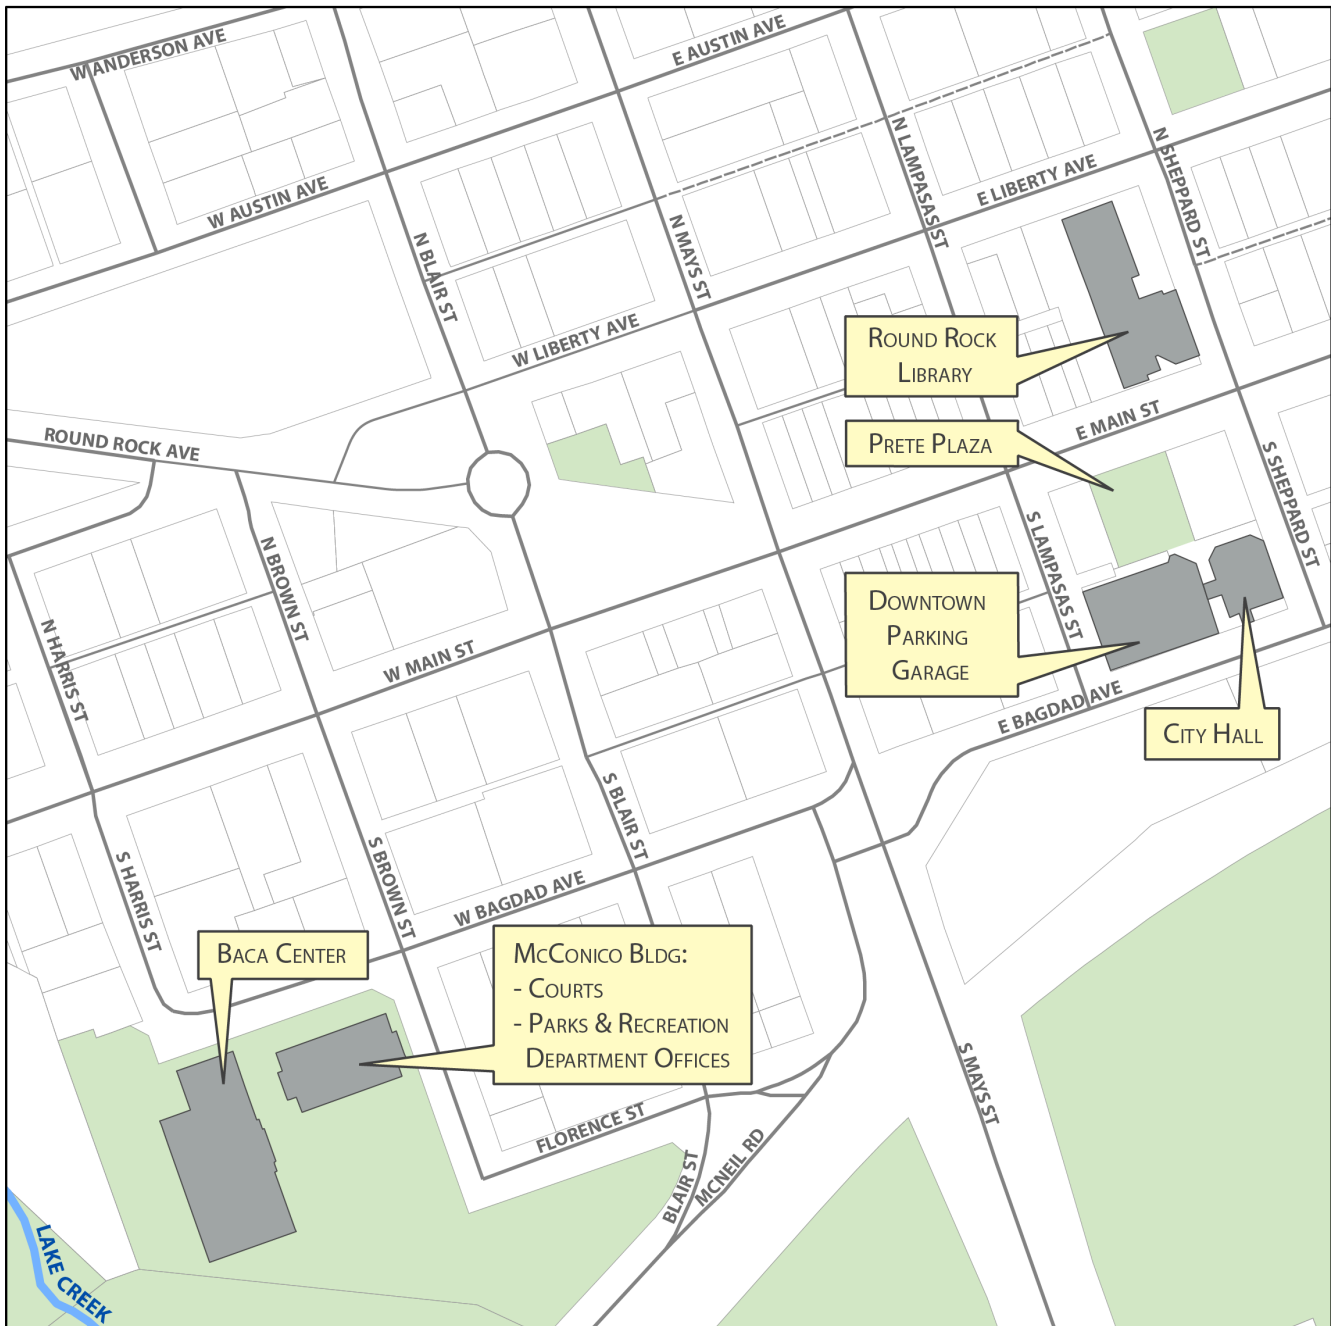 W ANDERSON AVE
E AUSTIN AVE
W AUSTIN AVE
N LAMPASAS ST
N SHEPPARD ST
E LIBERTY AVE
N BLAIR ST
N MAYS ST
W LIBERTY AVE
ROUND ROCK
LIBRARY
E MAIN ST
PRETE PLAZA
ROUND ROCK AVE
S SHEPPARD ST
S LAMPASAS ST
N BROWN ST
DOWNTOWN
PARKING
GARAGE
N HARRIS ST
W MAIN ST
E BAGDAD AVE
CITY HALL
S BLAIR ST
S HARRIS ST
S BROWN ST
W BAGDAD AVE
BACA CENTER
MCCONICO BLDG:
- COURTS
- PARKS & RECREATION
DEPARTMENT OFFICES
S MAYS ST
FLORENCE ST
BLAIR ST
MCNEIL RD
LAKE CREEK